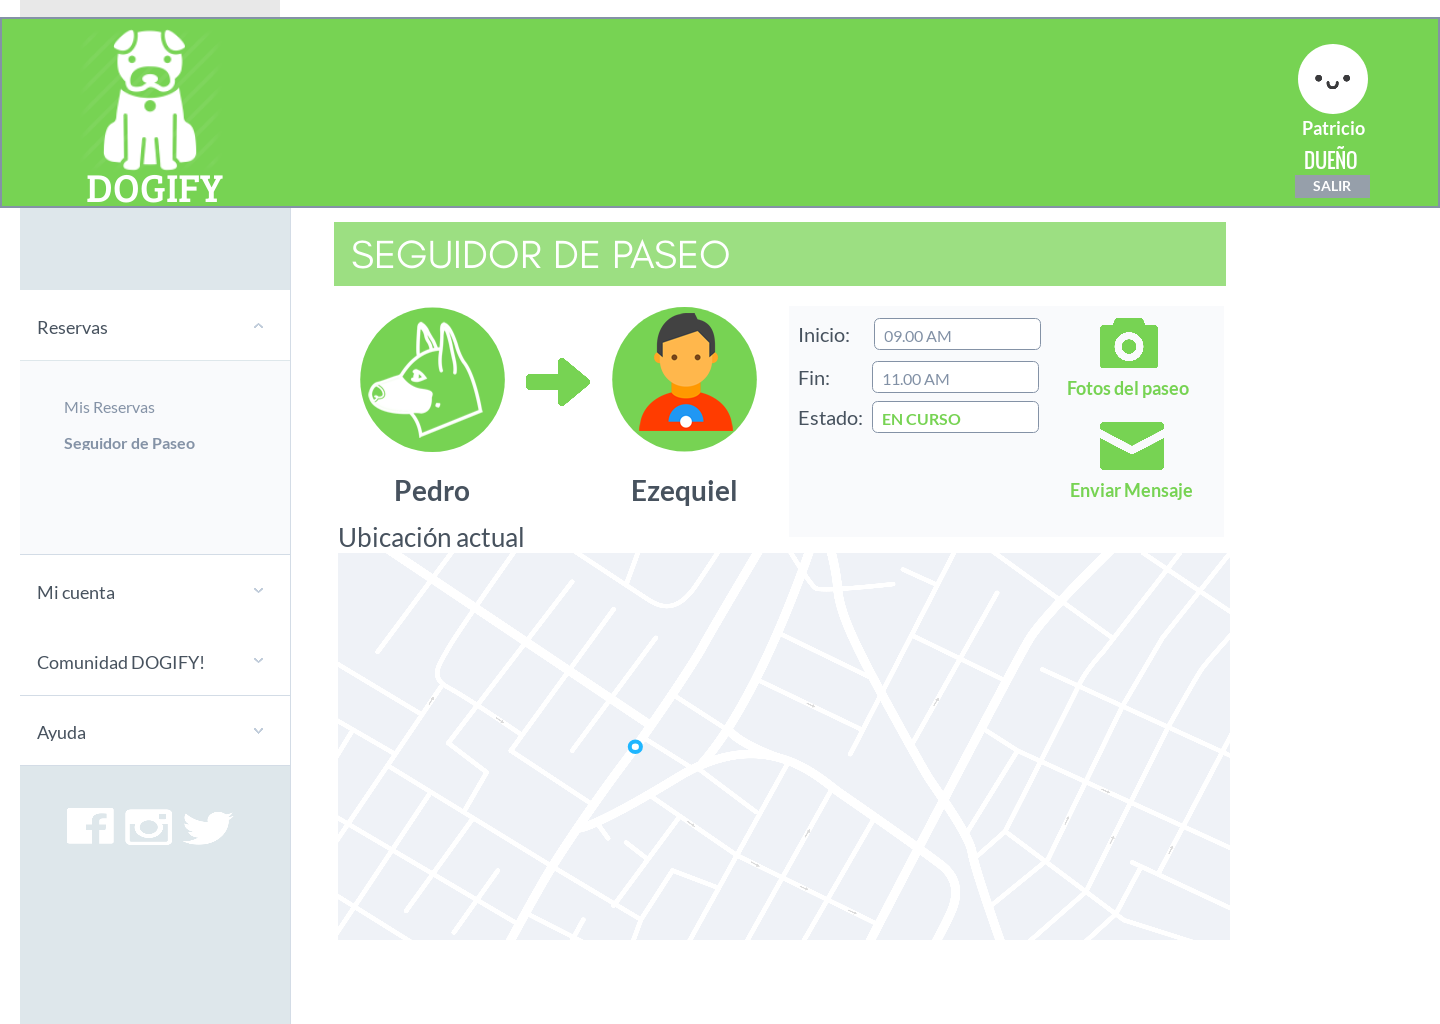 DOGIFY
Patricio
DUEÑO
SALIR
SEGUIDOR DE PASEO
Reservas
Mis Reservas
Seguidor de Paseo
Mi cuenta
Comunidad DOGIFY!
Ayuda
Pedro
Ezequiel
Inicio: 09.00 AM
Fin: 11.00 AM
Estado: EN CURSO
Fotos del paseo
Enviar Mensaje
Ubicación actual